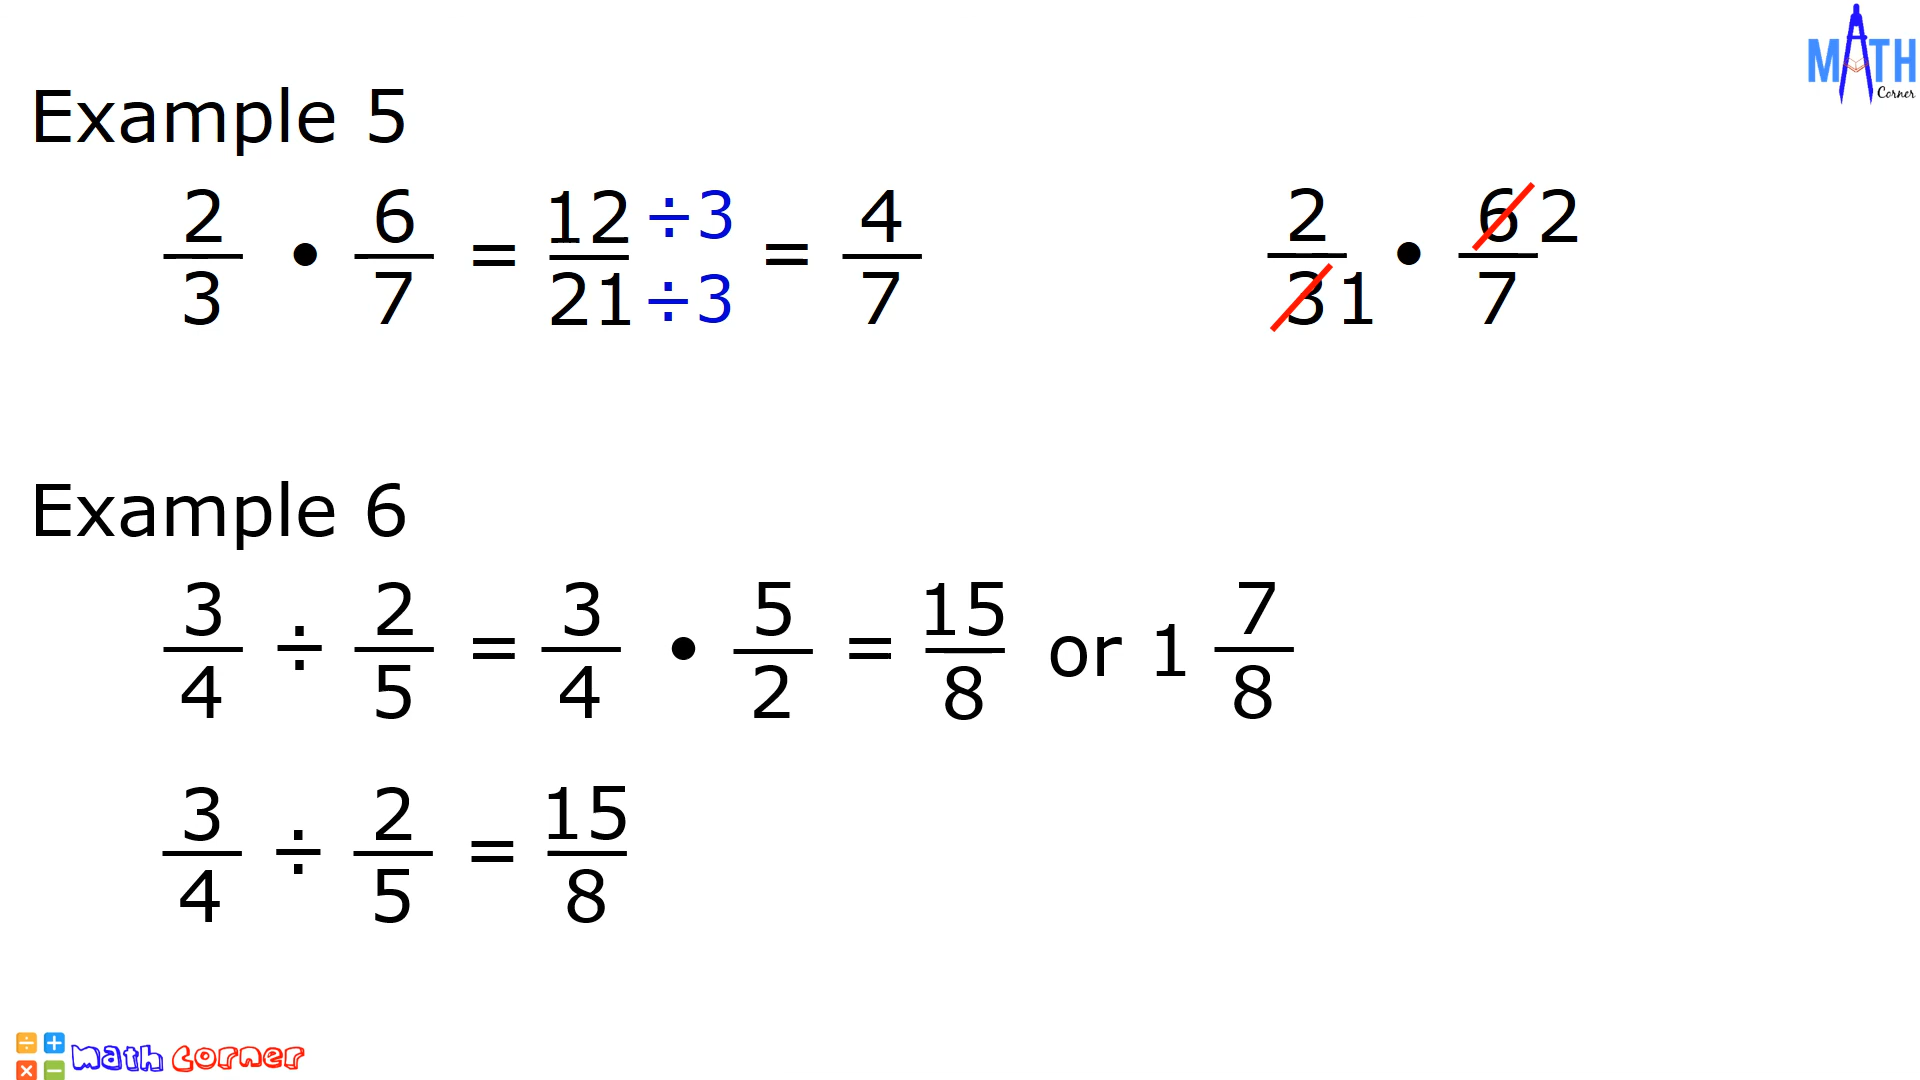 MATH
Corner
Example 5
2/3 • 6/7 = 12/21 ÷3/÷3 = 4/7
2/3 1 • 6/7 2
Example 6
3/4 ÷ 2/5 = 3/4 • 5/2 = 15/8 or 1 7/8
3/4 ÷ 2/5 = 15/8
÷ +
× −
math corner